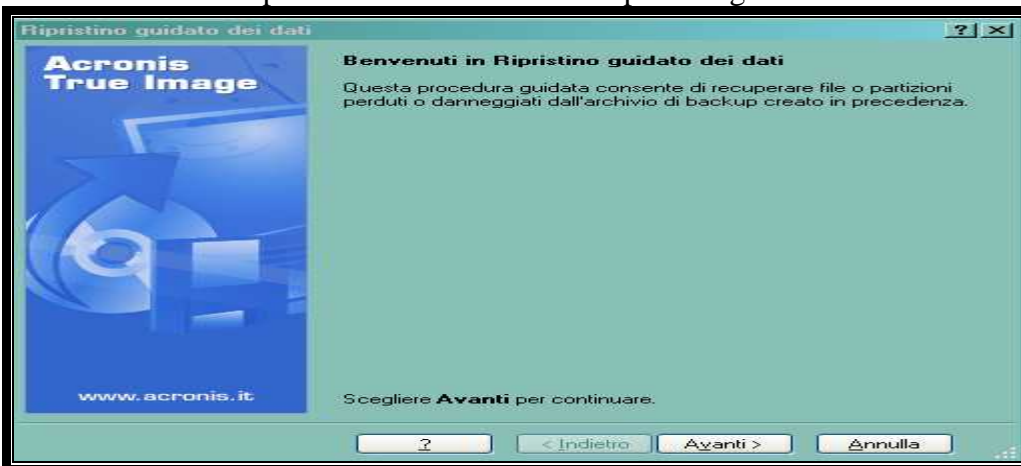 Ripristino guidato dei dati
Acronis
True Image
Benvenuti in Ripristino guidato dei dati
Questa procedura guidata consente di recuperare file o partizioni
perduti o danneggiati dall'archivio di backup creato in precedenza.
www.acronis.it
Scegliere Avanti per continuare.
? < Indietro Avanti > Annulla